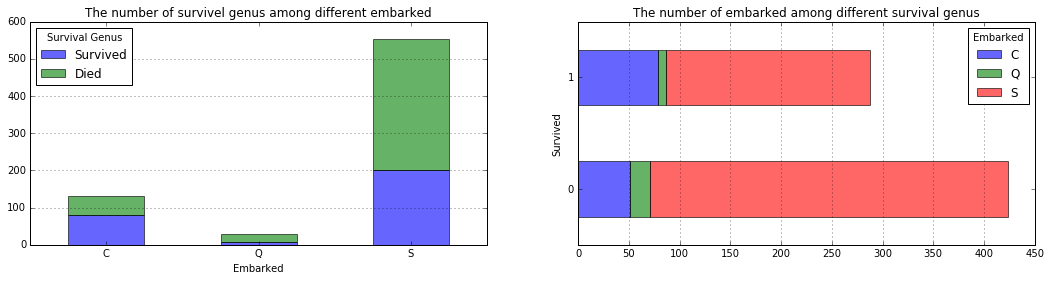 The number of survivel genus among different embarked
600
500
400
300
200
100
0
Survival Genus
Survived
Died
C Q S
Embarked
The number of embarked among different survival genus
Embarked
C
Q
S
Survived
1
0
0 50 100 150 200 250 300 350 400 450